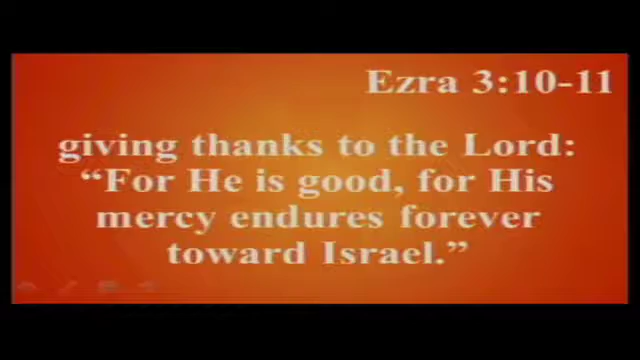 Ezra 3:10-11
giving thanks to the Lord:
“For He is good, for His
mercy endures forever
toward Israel.”